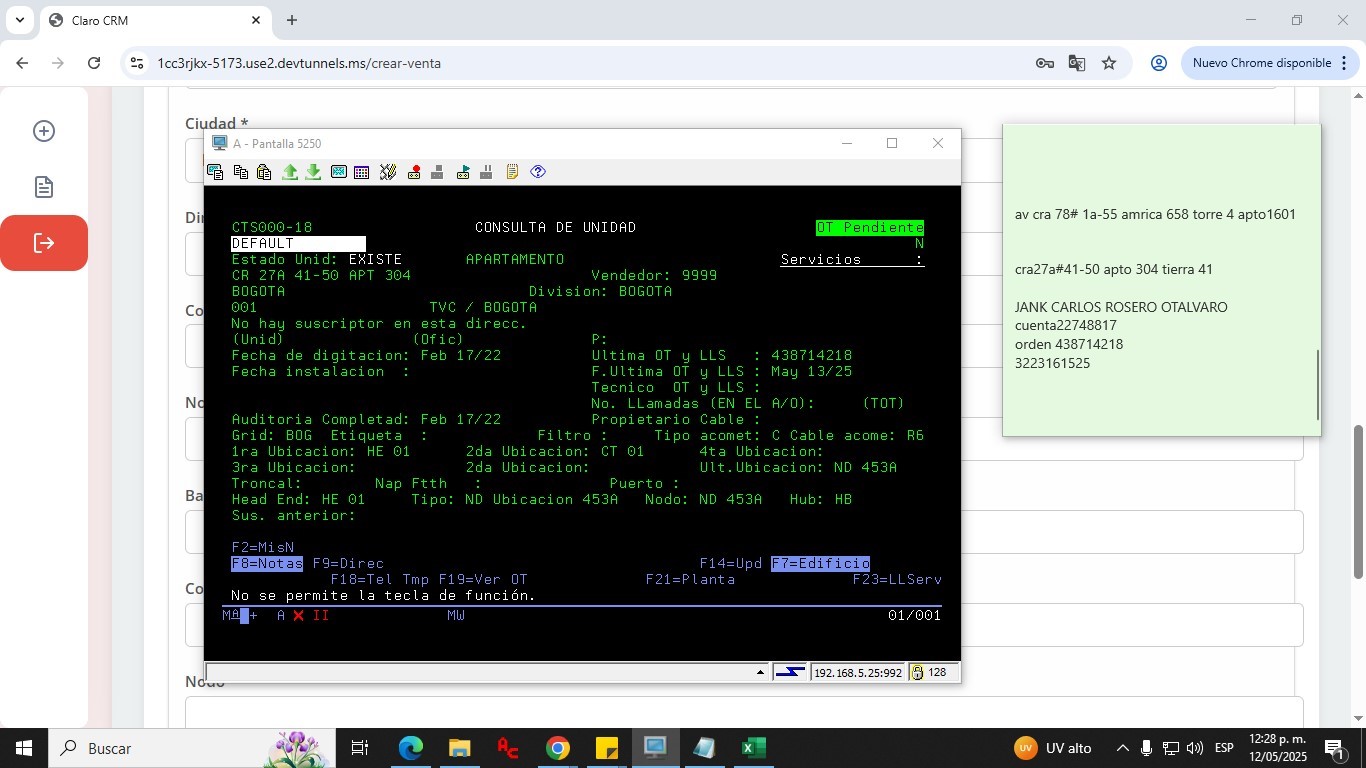 Claro CRM
1cc3rjkx-5173.use2.devtunnels.ms/crear-venta
Nuevo Chrome disponible
Ciudad *
A - Pantalla 5250
CTS000-18 CONSULTA DE UNIDAD OT Pendiente
DEFAULT N
Estado Unid: EXISTE APARTAMENTO Servicios :
CR 27A 41-50 APT 304 Vendedor: 9999
BOGOTA Division: BOGOTA
001 TVC / BOGOTA
No hay suscriptor en esta direcc.
(Unid) (Ofic) P:
Fecha de digitacion: Feb 17/22 Ultima OT y LLS : 438714218
Fecha instalacion : F.Ultima OT y LLS : May 13/25
Tecnico OT y LLS :
No. LLamadas (EN EL A/O): (TOT)
Auditoria Completad: Feb 17/22 Propietario Cable :
Grid: BOG Etiqueta : Filtro : Tipo acomet: C Cable acome: R6
1ra Ubicacion: HE 01 2da Ubicacion: CT 01 4ta Ubicacion:
3ra Ubicacion: 2da Ubicacion: Ult.Ubicacion: ND 453A
Troncal: Nap Ftth : Puerto :
Head End: HE 01 Tipo: ND Ubicacion 453A Nodo: ND 453A Hub: HB
Sus. anterior:
F2=MisN
F8=Notas F9=Direc F14=Upd F7=Edificio
F18=Tel Tmp F19=Ver OT F21=Planta F23=LLServ
No se permite la tecla de función.
MA + A X II MW 01/001
192.168.5.25:992 128
av cra 78# 1a-55 amrica 658 torre 4 apto1601
cra27a#41-50 apto 304 tierra 41
JANK CARLOS ROSERO OTALVARO
cuenta22748817
orden 438714218
3223161525
Dir
Co
No
Ba
Co
Nodo
Buscar
UV alto
ESP
12:28 p. m.
12/05/2025
1